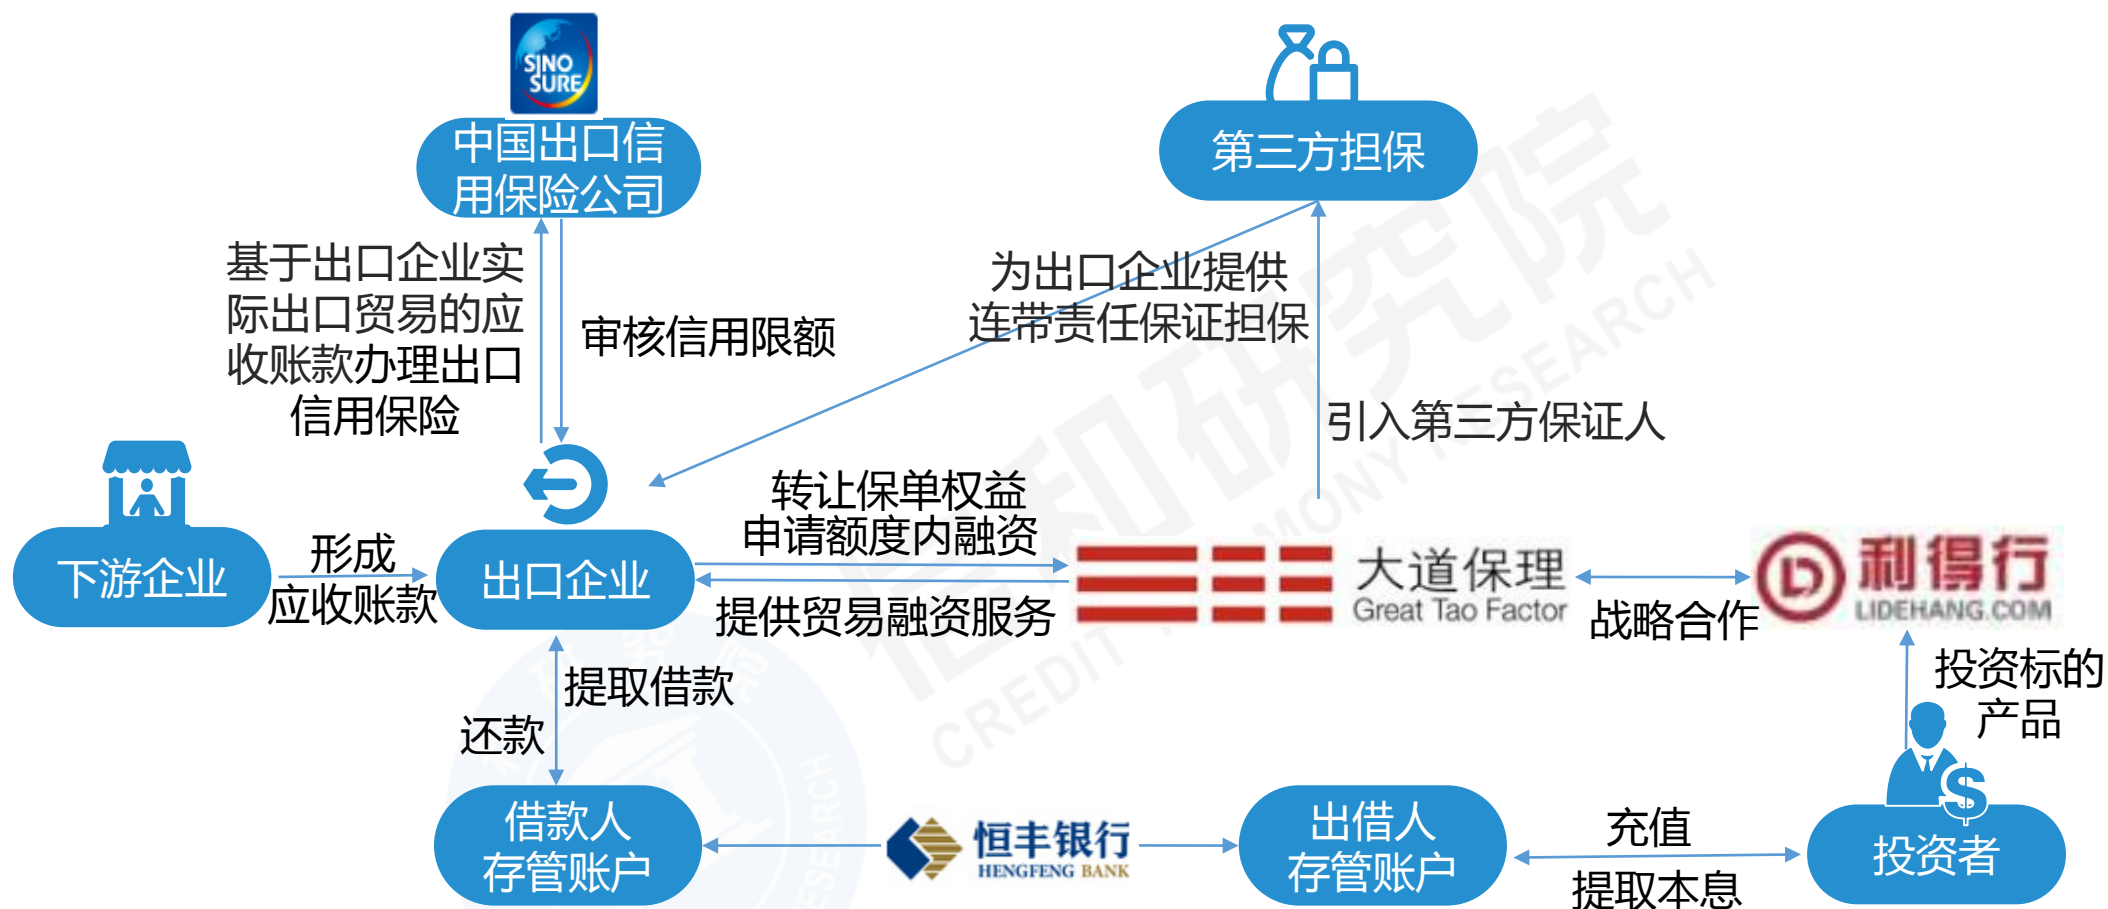 SINO
SURE
中国出口信
用保险公司
第三方担保
基于出口企业实
际出口贸易的应
收账款办理出口
信用保险
审核信用限额
为出口企业提供
连带责任保证担保
引入第三方保证人
下游企业
形成
应收账款
出口企业
转让保单权益
申请额度内融资
提供贸易融资服务
大道保理
Great Tao Factor
战略合作
利得行
LIDEHANG.COM
投资标的
产品
提取借款
还款
借款人
存管账户
恒丰银行
HENGFENG BANK
出借人
存管账户
充值
提取本息
投资者